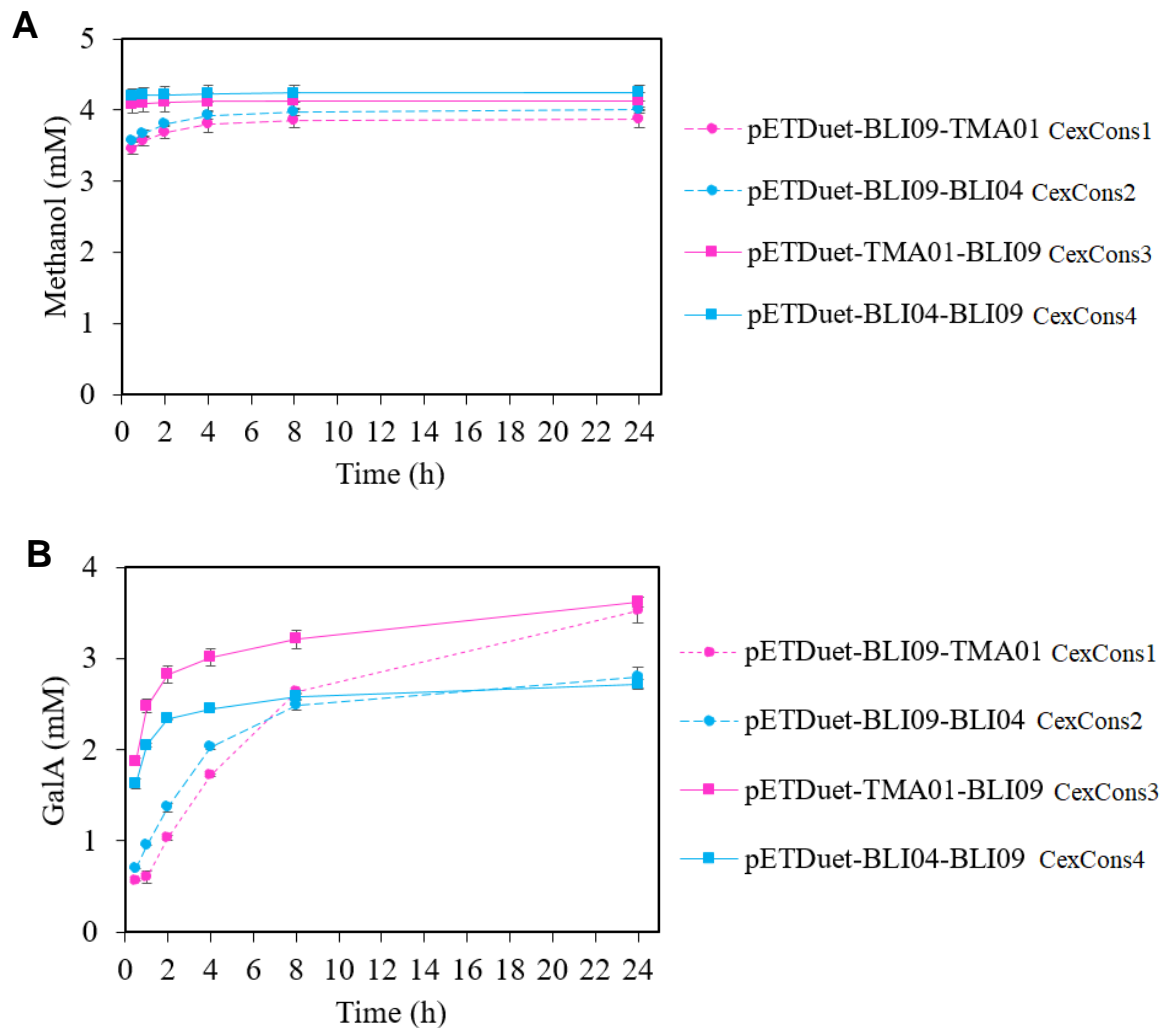 A
5
4
3
2
1
0
Methanol (mM)
0 2 4 6 8 10 12 14 16 18 20 22 24
Time (h)
pETDuet-BLI09-TMA01 CexCons1
pETDuet-BLI09-BLI04 CexCons2
pETDuet-TMA01-BLI09 CexCons3
pETDuet-BLI04-BLI09 CexCons4
B
4
3
2
1
0
GalA (mM)
0 2 4 6 8 10 12 14 16 18 20 22 24
Time (h)
pETDuet-BLI09-TMA01 CexCons1
pETDuet-BLI09-BLI04 CexCons2
pETDuet-TMA01-BLI09 CexCons3
pETDuet-BLI04-BLI09 CexCons4